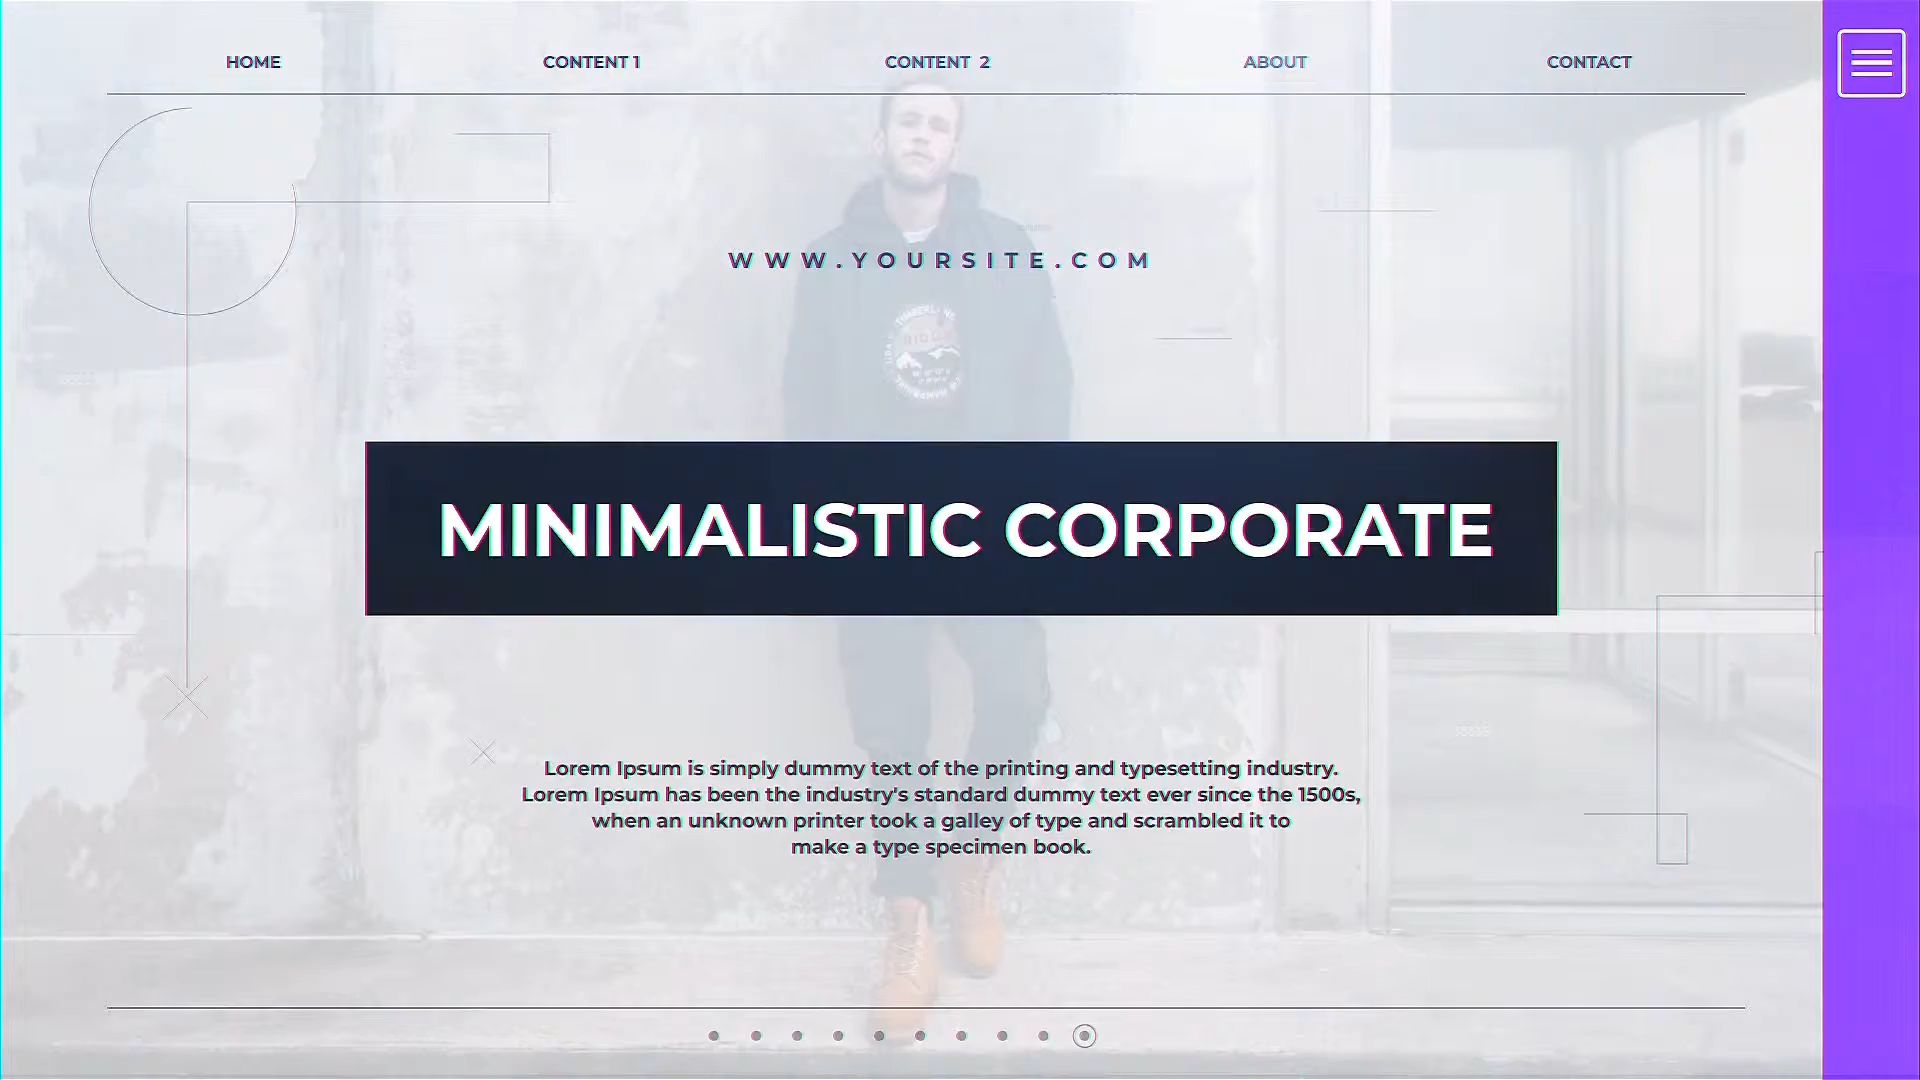 HOME CONTENT 1 CONTENT 2 ABOUT CONTACT
WWW.YOURSITE.COM
MINIMALISTIC CORPORATE
Lorem Ipsum is simply dummy text of the printing and typesetting industry.
Lorem Ipsum has been the industry's standard dummy text ever since the 1500s,
when an unknown printer took a galley of type and scrambled it to
make a type specimen book.